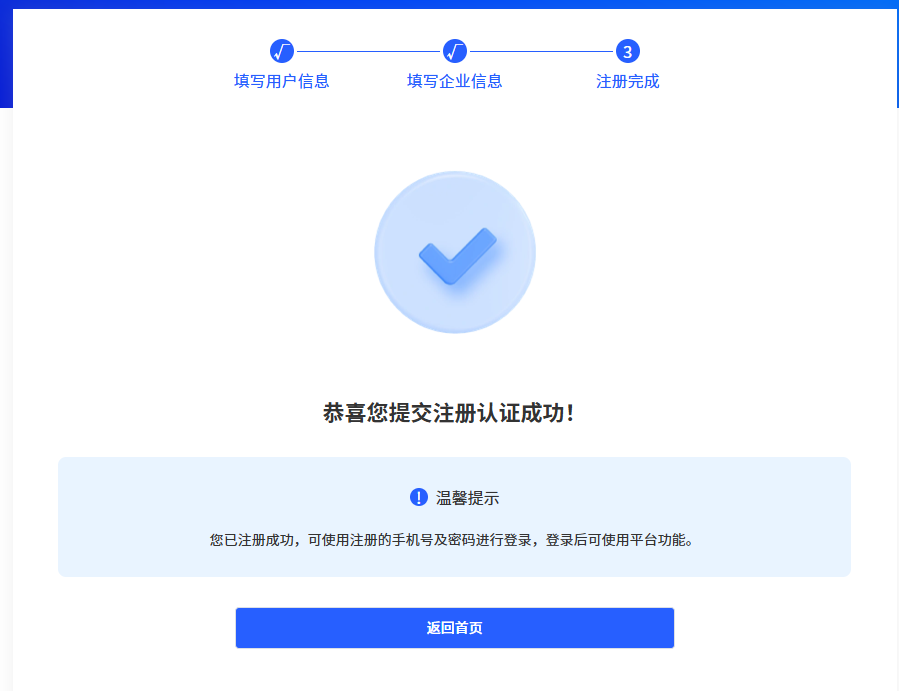 √ √ 3
填写用户信息 填写企业信息 注册完成
恭喜您提交注册认证成功！
! 温馨提示
您已注册成功，可使用注册的手机号及密码进行登录，登录后可使用平台功能。
返回首页